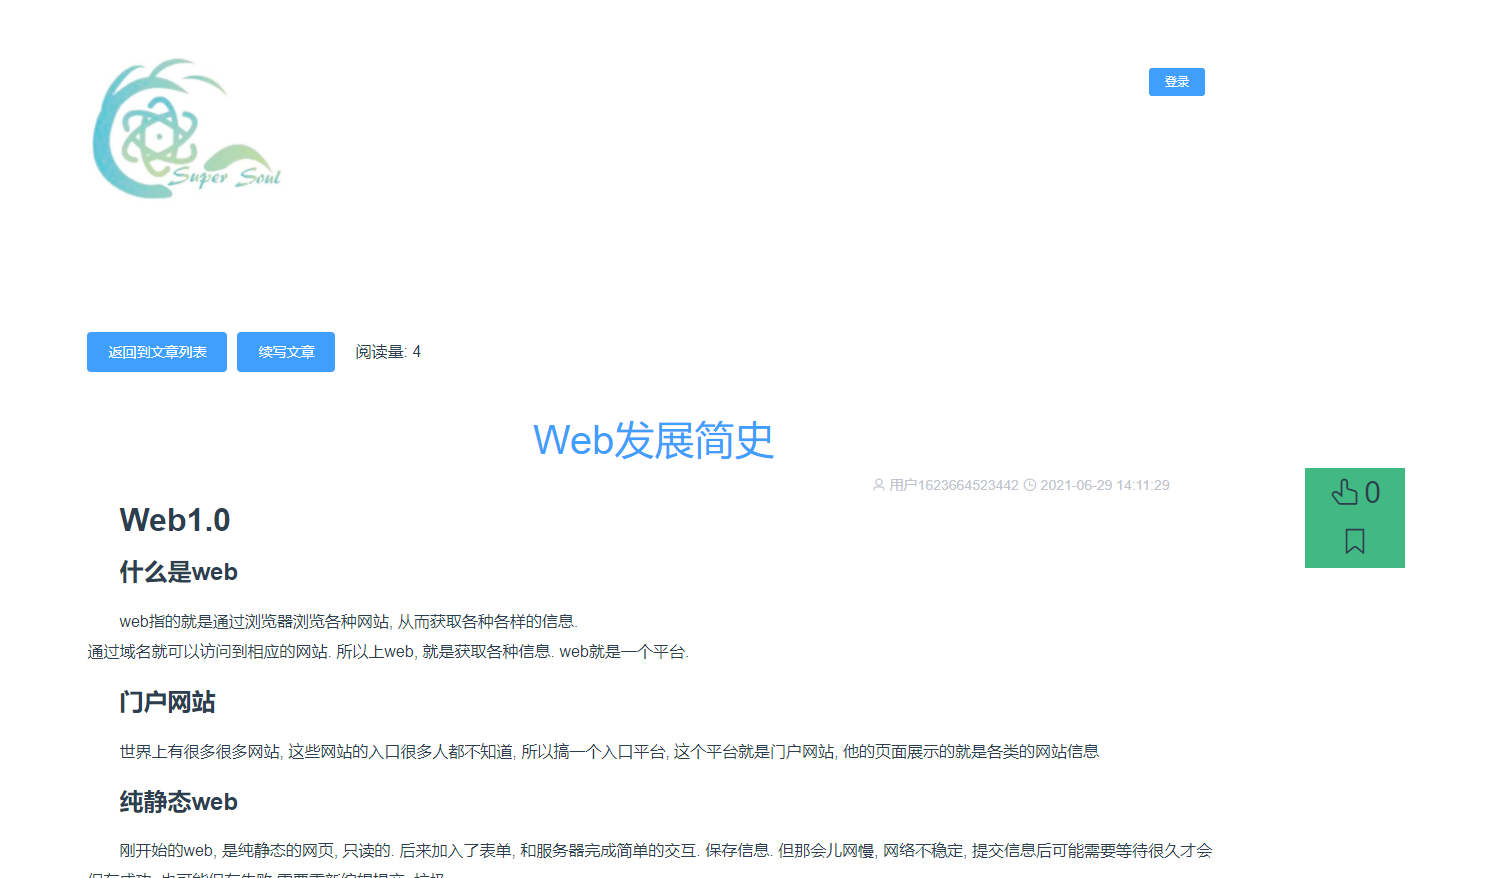 Super Soul
登录
返回到文章列表 续写文章 阅读量: 4
Web发展简史
用户1623664523442 2021-06-29 14:11:29
0
Web1.0
什么是web
web指的就是通过浏览器浏览各种网站, 从而获取各种各样的信息.
通过域名就可以访问到相应的网站. 所以上web, 就是获取各种信息. web就是一个平台.
门户网站
世界上有很多很多网站, 这些网站的入口很多人都不知道, 所以搞一个入口平台, 这个平台就是门户网站, 他的页面展示的就是各类的网站信息
纯静态web
刚开始的web, 是纯静态的网页, 只读的. 后来加入了表单, 和服务器完成简单的交互. 保存信息. 但那会儿网慢, 网络不稳定, 提交信息后可能需要等待很久才会